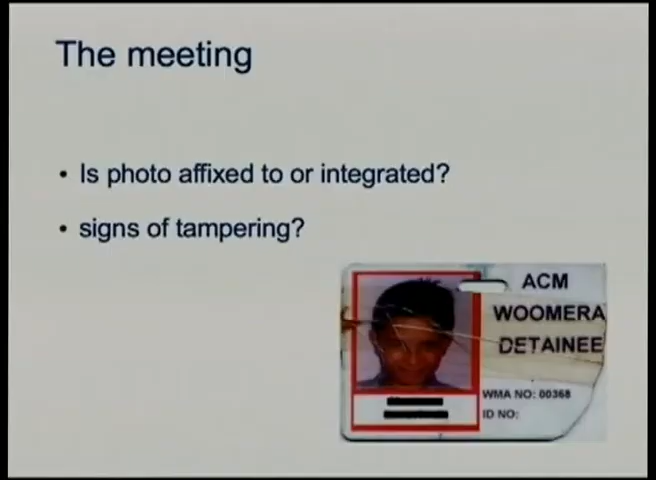 The meeting
• Is photo affixed to or integrated?
• signs of tampering?
ACM
WOOMERA
DETAINEE
WMA NO: 00368
ID NO: